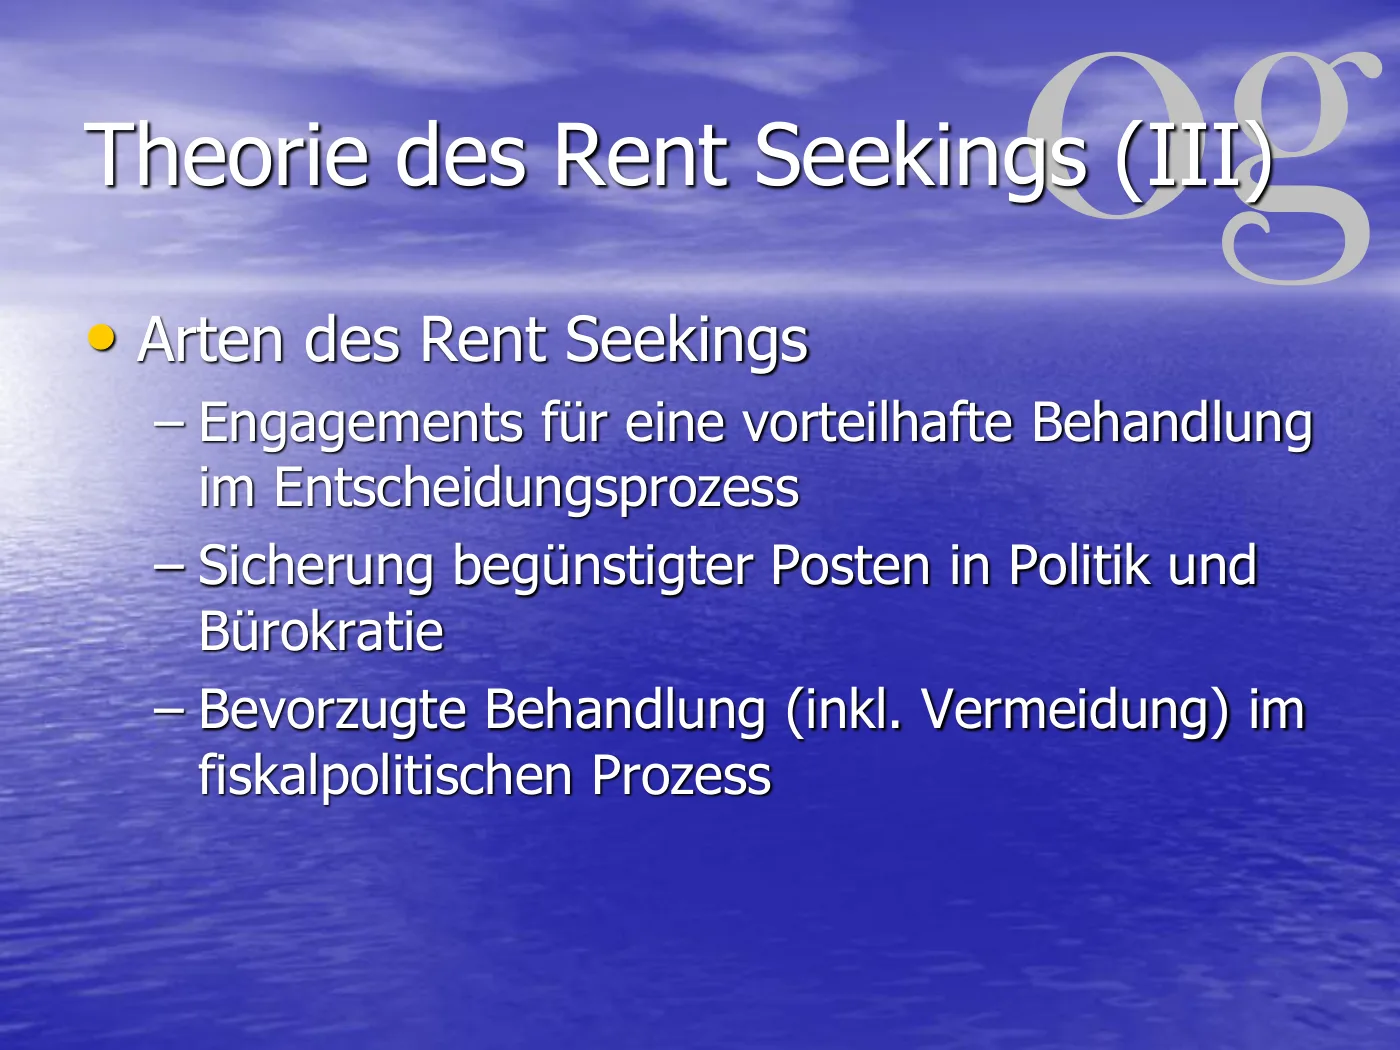 og
Theorie des Rent Seekings (III)
• Arten des Rent Seekings
– Engagements für eine vorteilhafte Behandlung
im Entscheidungsprozess
– Sicherung begünstigter Posten in Politik und
Bürokratie
– Bevorzugte Behandlung (inkl. Vermeidung) im
fiskalpolitischen Prozess